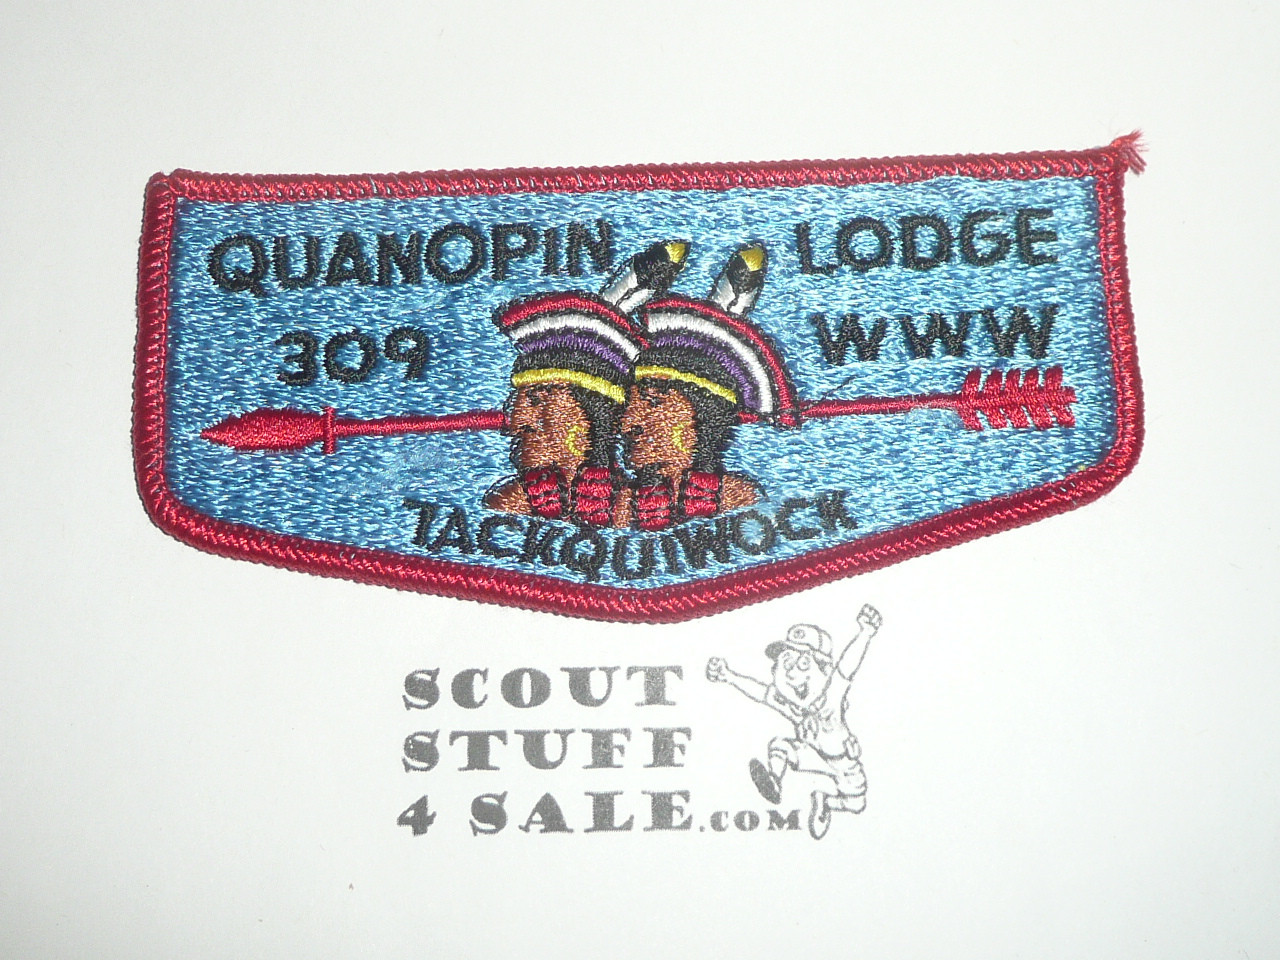 QUANOPIN LODGE
309 WWW
TACKQUIWOCK
SCOUT
STUFF
4 SALE.COM